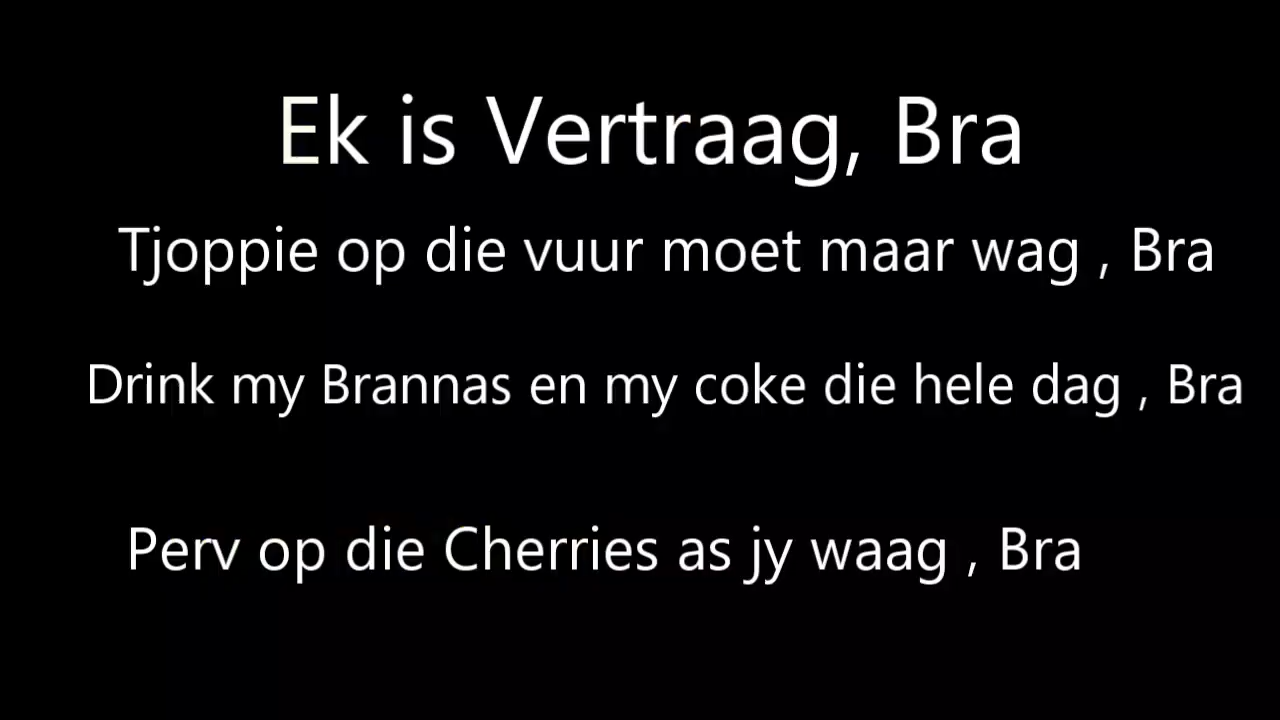 Ek is Vertraag, Bra
Tjoppie op die vuur moet maar wag , Bra
Drink my Brannas en my coke die hele dag , Bra
Perv op die Cherries as jy waag , Bra